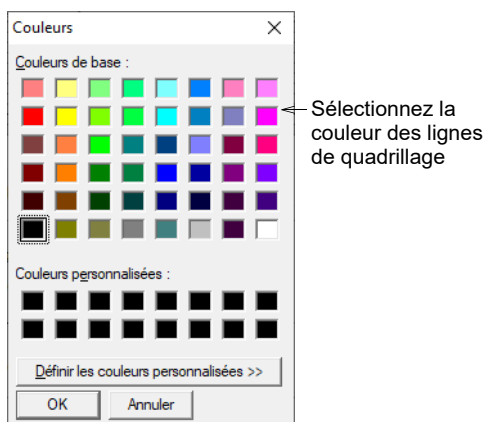 Couleurs
Couleurs de base :
Sélectionnez la
couleur des lignes
de quadrillage
Couleurs personnalisées :
Définir les couleurs personnalisées >>
OK
Annuler